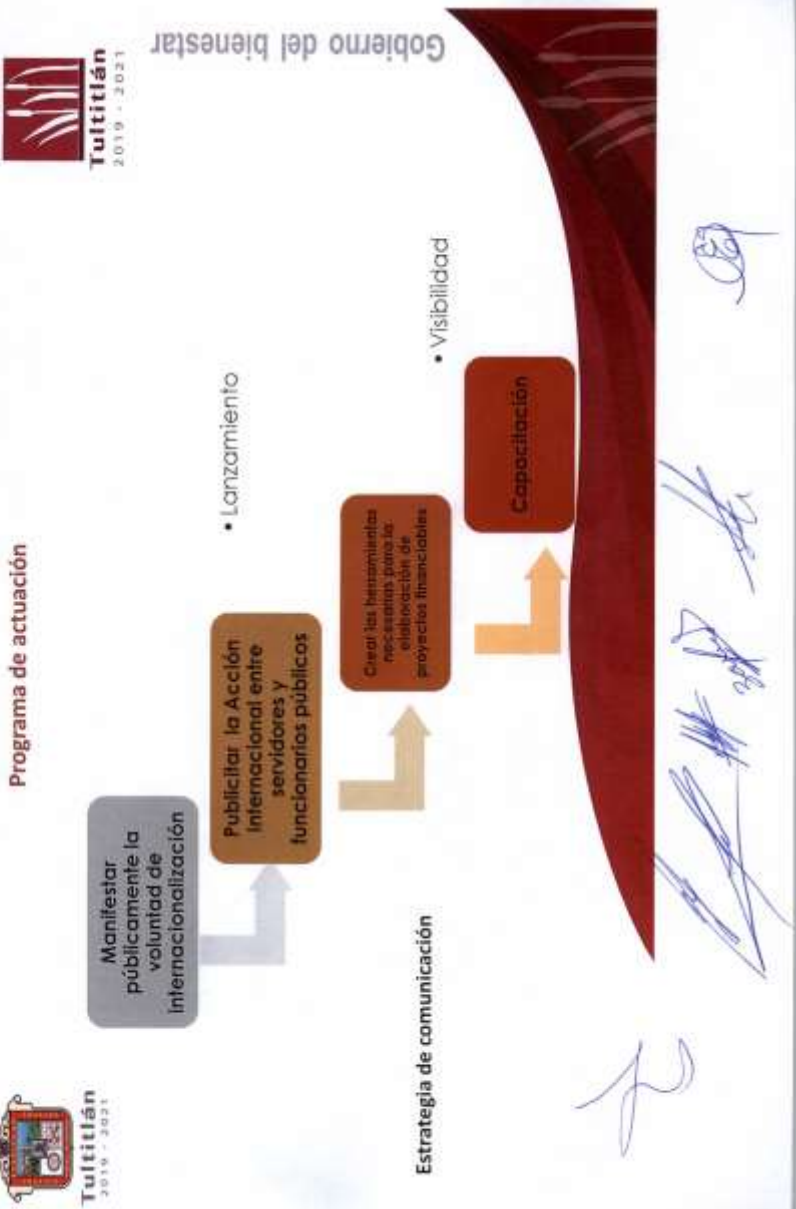 Tultitlán
2019 - 2021
Programa de actuación
Tultitlán
2019 - 2021
Gobierno del bienestar
Manifestar
públicamente la
voluntad de
internacionalización
Publicitar la Acción
Internacional entre
servidores y
funcionarios públicos
• Lanzamiento
Crear las herramientas
necesarias para la
elaboración de
proyectos financiables
Estrategia de comunicación
• Visibilidad
Capacitación